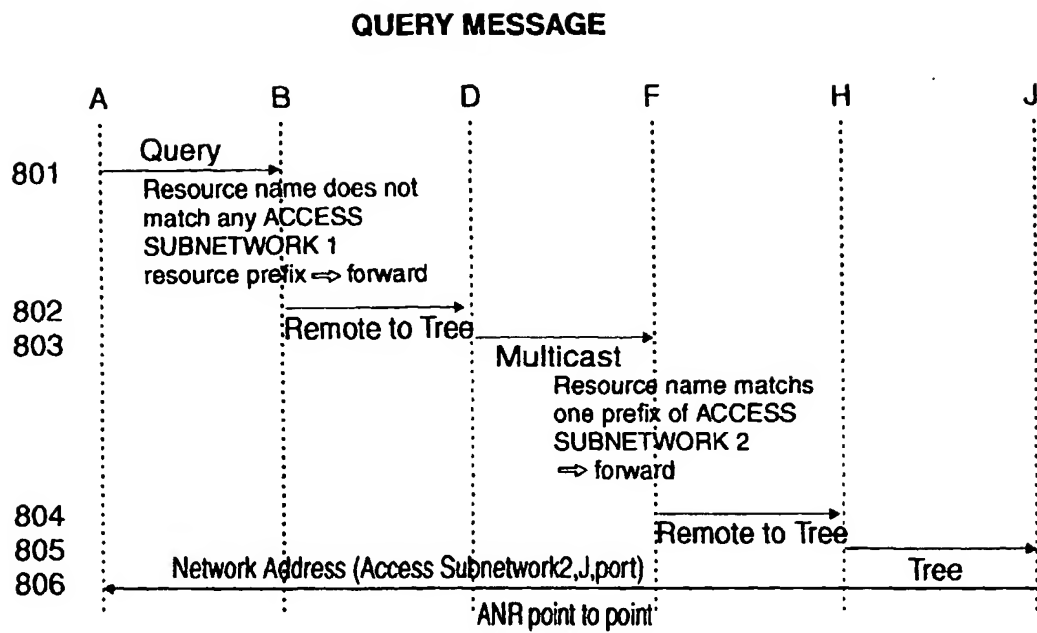 QUERY MESSAGE
A B D F H J
801 Query
Resource name does not
match any ACCESS
SUBNETWORK 1
resource prefix ⇨ forward
802 Remote to Tree
803 Multicast
Resource name matchs
one prefix of ACCESS
SUBNETWORK 2
⇨ forward
804 Remote to Tree
805 Tree
806 Network Address (Access Subnetwork2,J,port)
ANR point to point